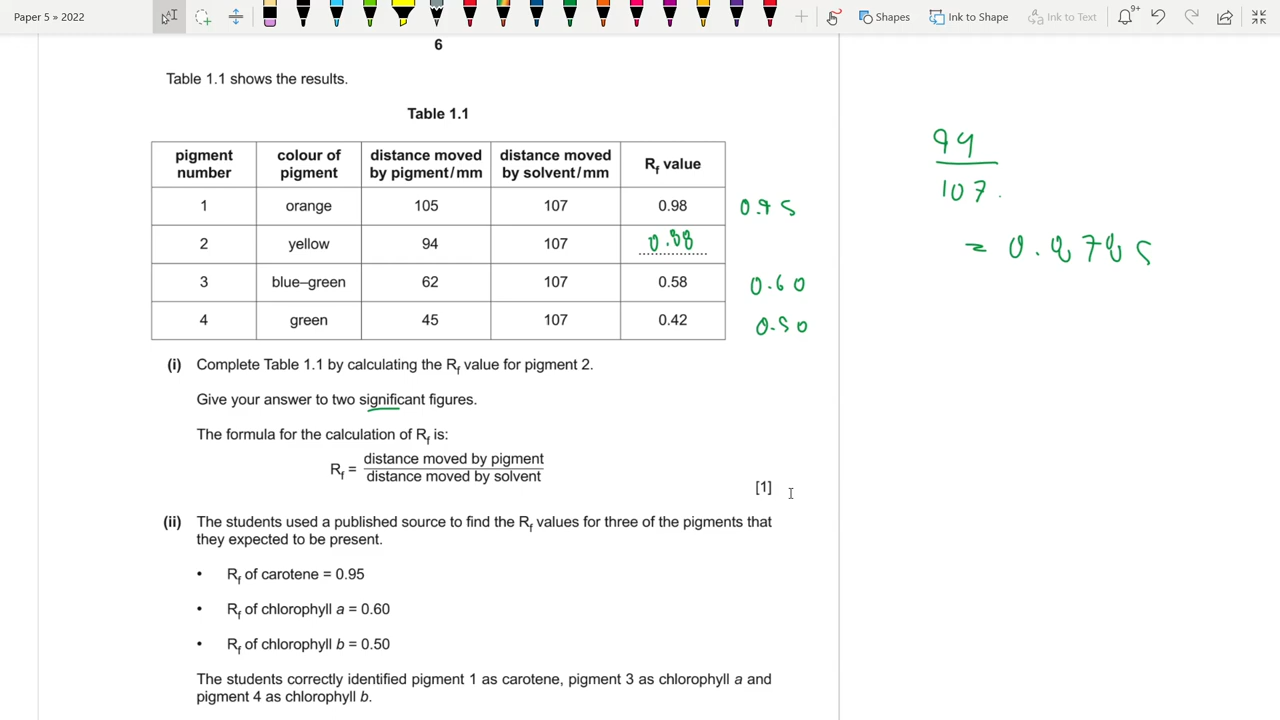 Paper 5 » 2022
Shapes
Ink to Shape
Ink to Text
9+
6
Table 1.1 shows the results.
Table 1.1
pigment number | colour of pigment | distance moved by pigment/mm | distance moved by solvent/mm | Rf value
1 | orange | 105 | 107 | 0.98 0.95
2 | yellow | 94 | 107 | 0.88
3 | blue–green | 62 | 107 | 0.58 0.60
4 | green | 45 | 107 | 0.42 0.50
94
107.
= 0.8785
(i) Complete Table 1.1 by calculating the Rf value for pigment 2.
Give your answer to two significant figures.
The formula for the calculation of Rf is:
Rf = distance moved by pigment
distance moved by solvent
[1]
(ii) The students used a published source to find the Rf values for three of the pigments that
they expected to be present.
• Rf of carotene = 0.95
• Rf of chlorophyll a = 0.60
• Rf of chlorophyll b = 0.50
The students correctly identified pigment 1 as carotene, pigment 3 as chlorophyll a and
pigment 4 as chlorophyll b.